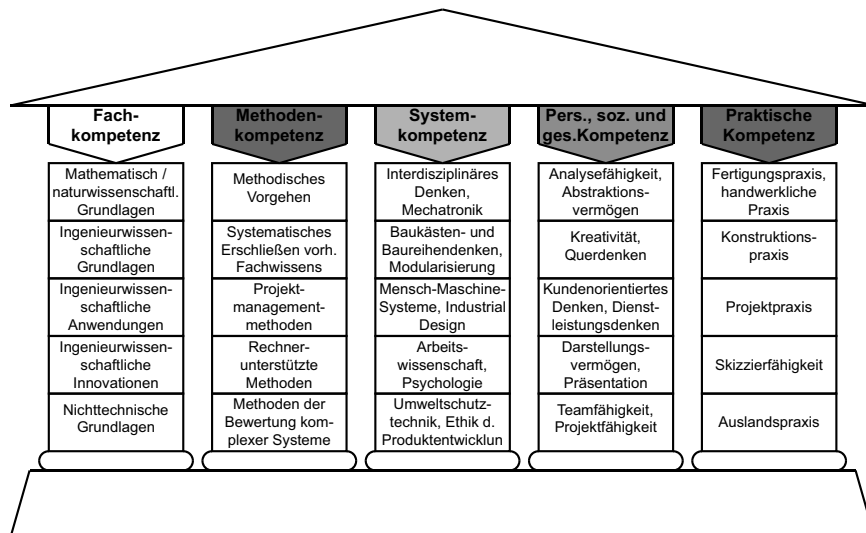 Fach-
kompetenz
Mathematisch /
naturwissenschaftl.
Grundlagen
Ingenieurwissen-
schaftliche
Grundlagen
Ingenieurwissen-
schaftliche
Anwendungen
Ingenieurwissen-
schaftliche
Innovationen
Nichttechnische
Grundlagen
Methoden-
kompetenz
Methodisches
Vorgehen
Systematisches
Erschließen vorh.
Fachwissens
Projekt-
management-
methoden
Rechner-
unterstützte
Methoden
Methoden der
Bewertung kom-
plexer Systeme
System-
kompetenz
Interdisziplinäres
Denken,
Mechatronik
Baukästen- und
Baureihendenken,
Modularisierung
Mensch-Maschine-
Systeme, Industrial
Design
Arbeits-
wissenschaft,
Psychologie
Umweltschutz-
technik, Ethik d.
Produktentwicklun
Pers., soz. und
ges.Kompetenz
Analysefähigkeit,
Abstraktions-
vermögen
Kreativität,
Querdenken
Kundenorientiertes
Denken, Dienst-
leistungsdenken
Darstellungs-
vermögen,
Präsentation
Teamfähigkeit,
Projektfähigkeit
Praktische
Kompetenz
Fertigungspraxis,
handwerkliche
Praxis
Konstruktions-
praxis
Projektpraxis
Skizzierfähigkeit
Auslandspraxis